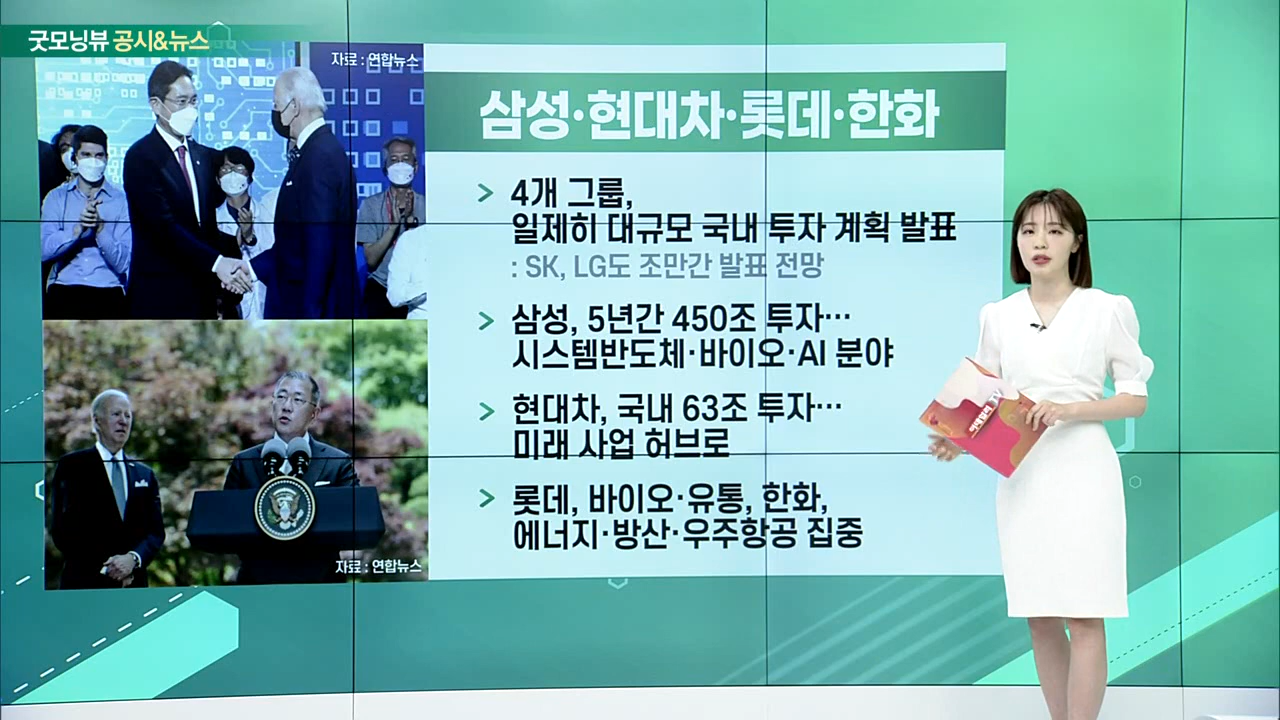 굿모닝뷰 공시&뉴스
자료 : 연합뉴스
삼성·현대차·롯데·한화
> 4개 그룹,
일제히 대규모 국내 투자 계획 발표
: SK, LG도 조만간 발표 전망
> 삼성, 5년간 450조 투자…
시스템반도체·바이오·AI 분야
> 현대차, 국내 63조 투자…
미래 사업 허브로
> 롯데, 바이오·유통, 한화,
에너지·방산·우주항공 집중
자료 : 연합뉴스